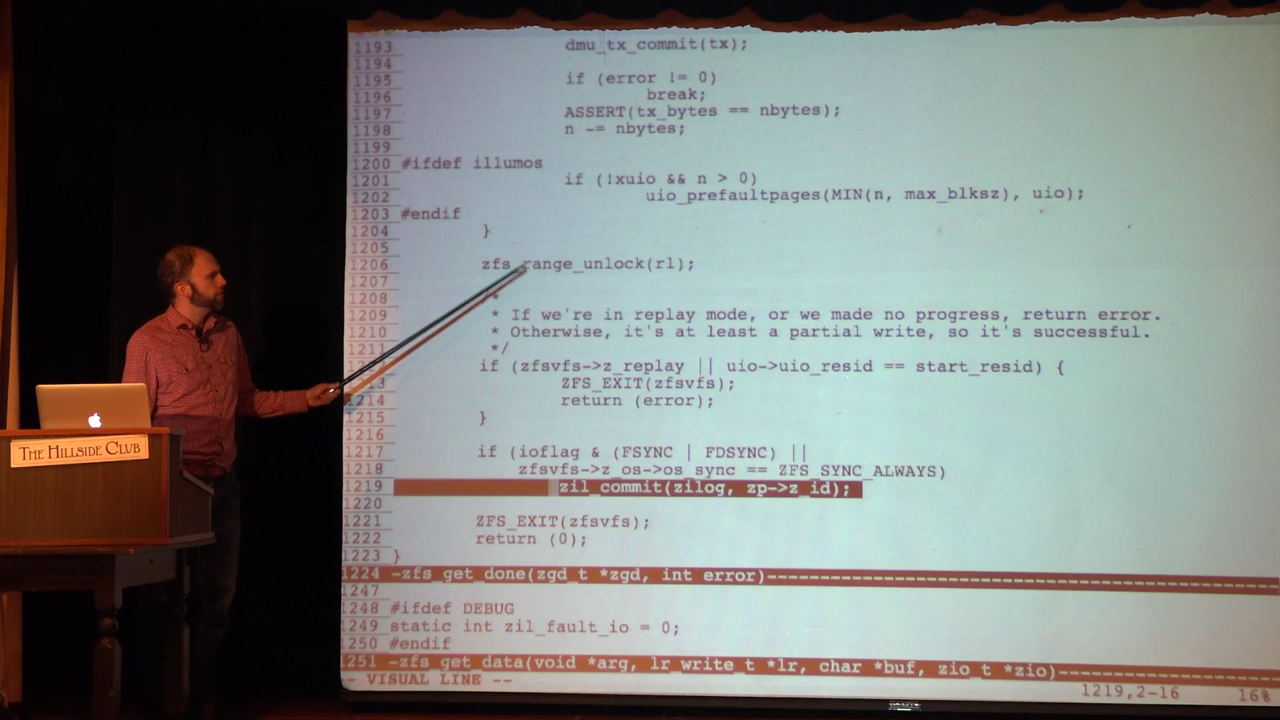 1193 dmu_tx_commit(tx);
1194
1195 if (error != 0)
1196 break;
1197 ASSERT(tx_bytes == nbytes);
1198 n -= nbytes;
1199
1200 #ifdef illumos
1201 if (!xuio && n > 0)
1202 uio_prefaultpages(MIN(n, max_blksz), uio);
1203 #endif
1204 }
1205
1206 zfs_range_unlock(rl);
1207
1208 *
1209 * If we're in replay mode, or we made no progress, return error.
1210 * Otherwise, it's at least a partial write, so it's successful.
1211 */
if (zfsvfs->z_replay || uio->uio_resid == start_resid) {
13 ZFS_EXIT(zfsvfs);
1214 return (error);
1215 }
1216
1217 if (ioflag & (FSYNC | FDSYNC) ||
1218 zfsvfs->z_os->os_sync == ZFS_SYNC_ALWAYS)
1219 zil_commit(zilog, zp->z_id);
1220
1221 ZFS_EXIT(zfsvfs);
1222 return (0);
1223 }
1224 -zfs_get_done(zgd_t *zgd, int error)------------------------------
1247
1248 #ifdef DEBUG
1249 static int zil_fault_io = 0;
1250 #endif
1251 -zfs_get_data(void *arg, lr_write_t *lr, char *buf, zio_t *zio)-------------
-- VISUAL LINE --
1219,2-16 16%
THE HILLSIDE CLUB